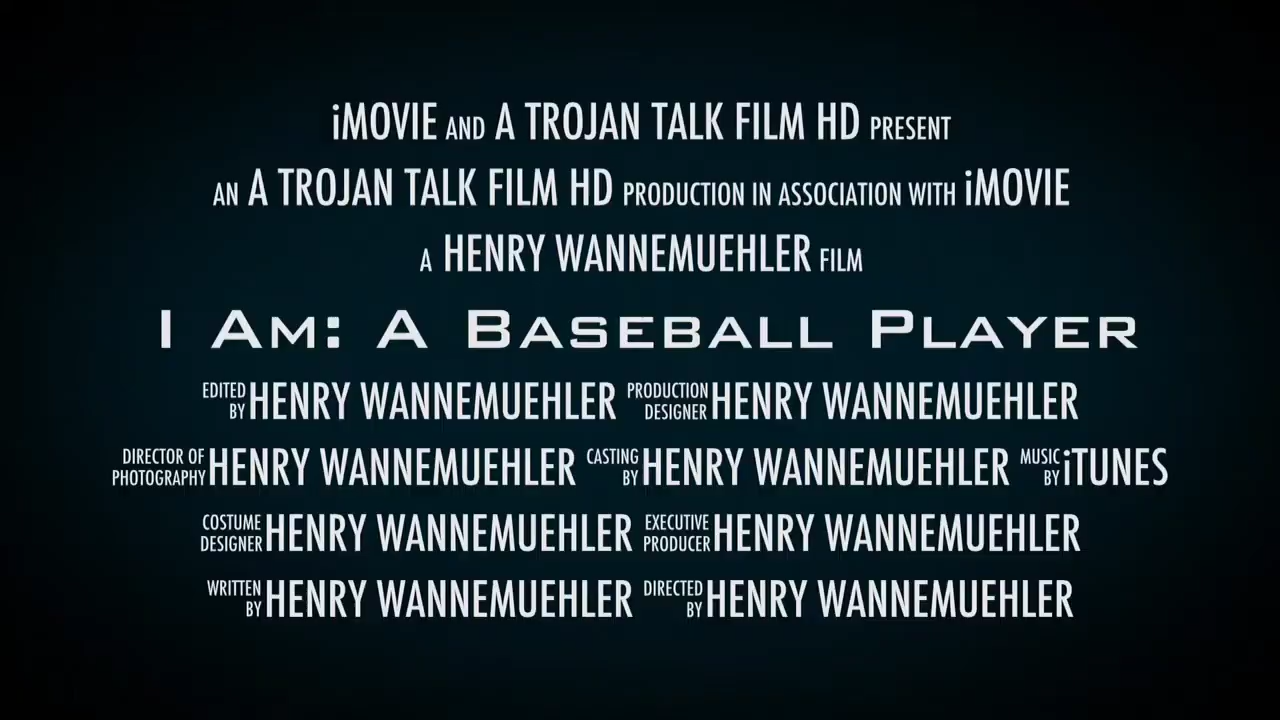 iMOVIE AND A TROJAN TALK FILM HD PRESENT
AN A TROJAN TALK FILM HD PRODUCTION IN ASSOCIATION WITH iMOVIE
A HENRY WANNEMUEHLER FILM
I AM: A BASEBALL PLAYER
EDITED BY HENRY WANNEMUEHLER PRODUCTION DESIGNER HENRY WANNEMUEHLER
DIRECTOR OF PHOTOGRAPHY HENRY WANNEMUEHLER CASTING BY HENRY WANNEMUEHLER MUSIC BY iTUNES
COSTUME DESIGNER HENRY WANNEMUEHLER EXECUTIVE PRODUCER HENRY WANNEMUEHLER
WRITTEN BY HENRY WANNEMUEHLER DIRECTED BY HENRY WANNEMUEHLER